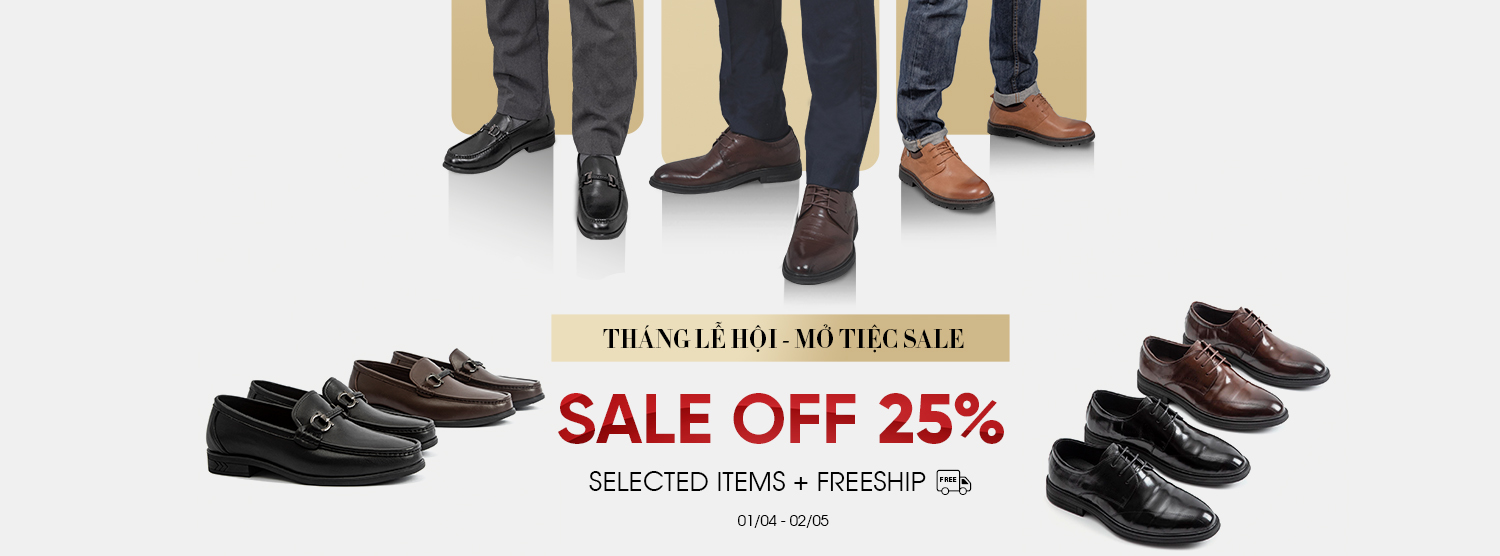 THÁNG LỄ HỘI - MỞ TIỆC SALE
SALE OFF 25%
SELECTED ITEMS + FREESHIP FREE
01/04 - 02/05